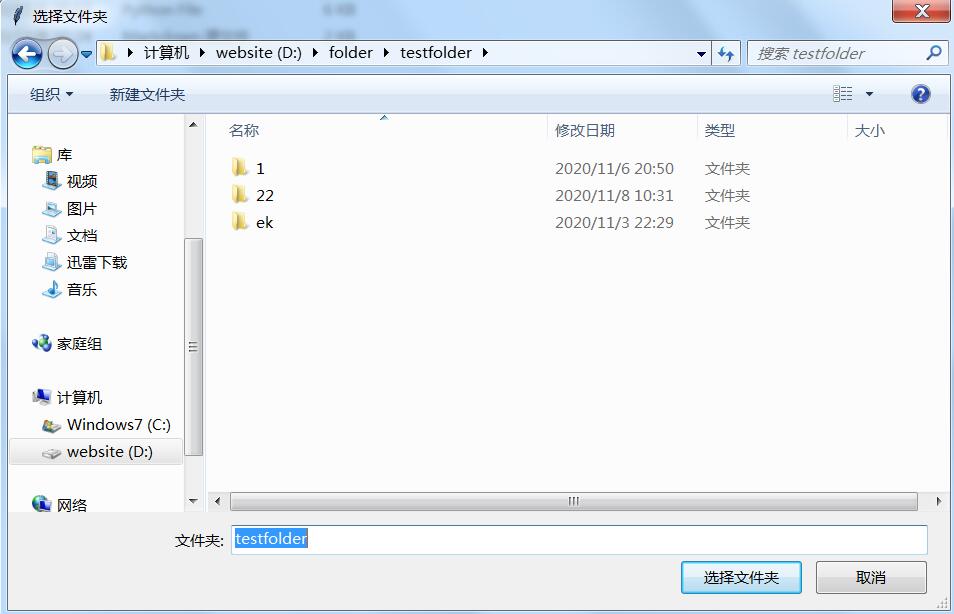 选择文件夹
计算机 website (D:) folder testfolder
搜索 testfolder
组织 新建文件夹
名称 修改日期 类型 大小
库
视频
图片
文档
迅雷下载
音乐
家庭组
计算机
Windows7 (C:)
website (D:)
网络
1 2020/11/6 20:50 文件夹
22 2020/11/8 10:31 文件夹
ek 2020/11/3 22:29 文件夹
文件夹: testfolder
选择文件夹 取消